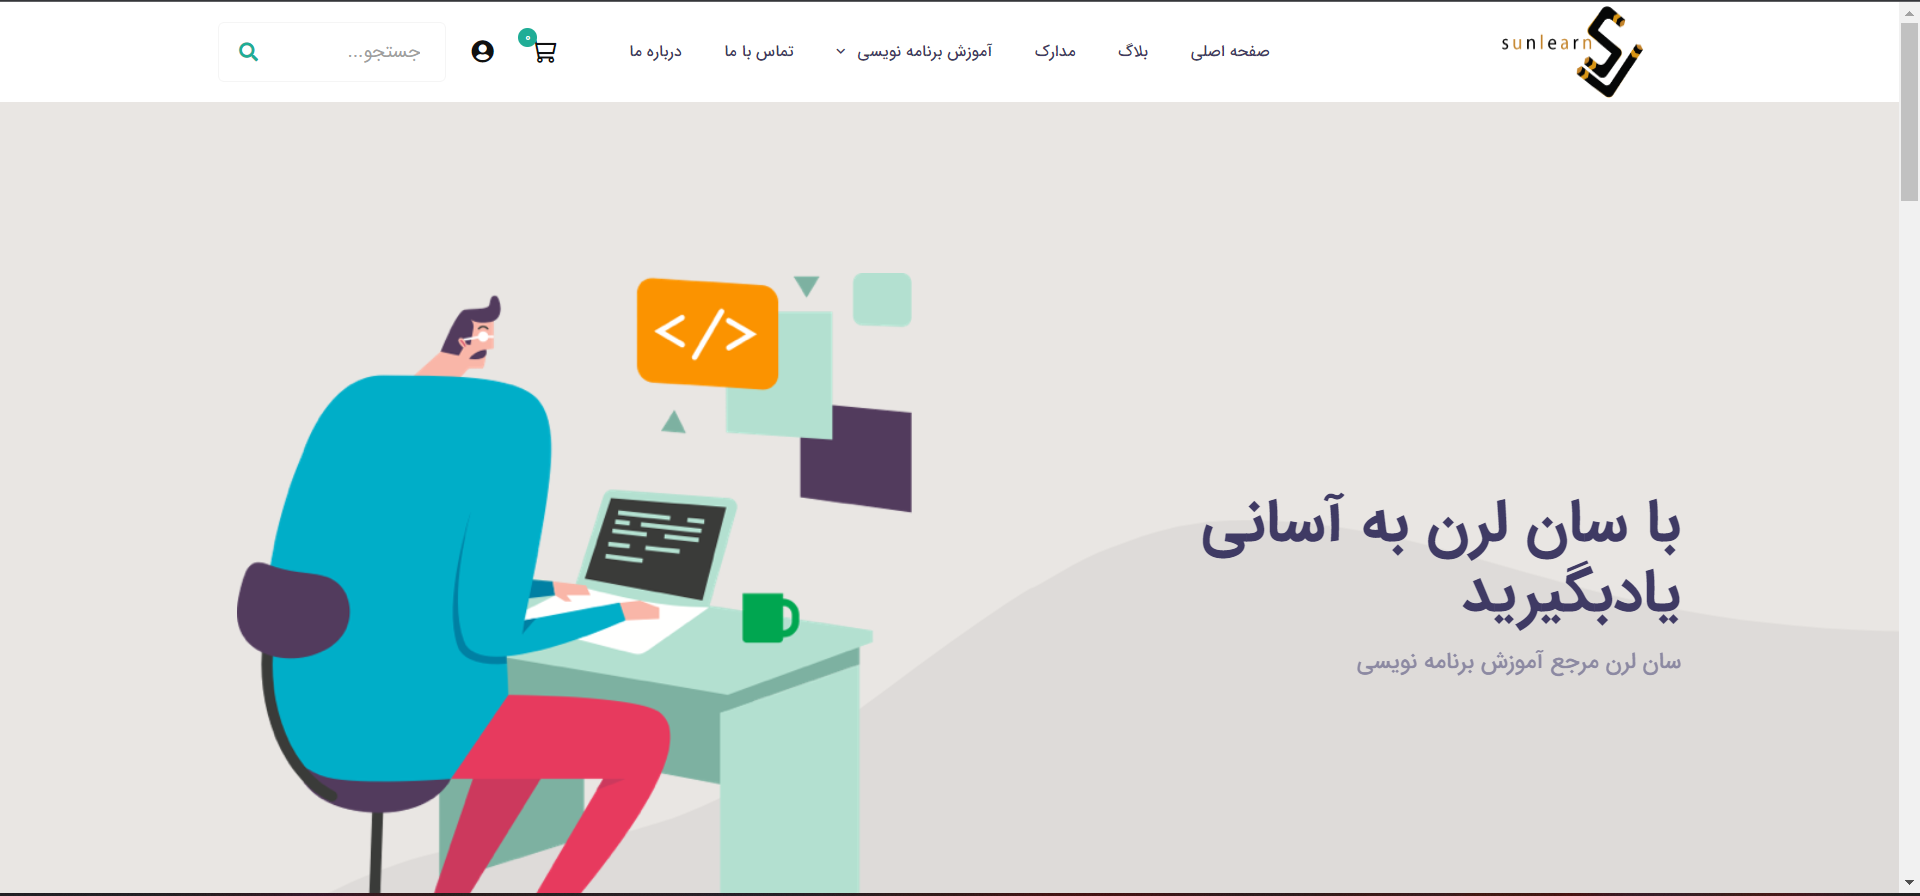 sunlearn
صفحه اصلی
بلاگ
مدارک
آموزش برنامه نویسی
تماس با ما
درباره ما
۰
جستجو...
</>
با سان لرن به آسانی
یادبگیرید
سان لرن مرجع آموزش برنامه نویسی